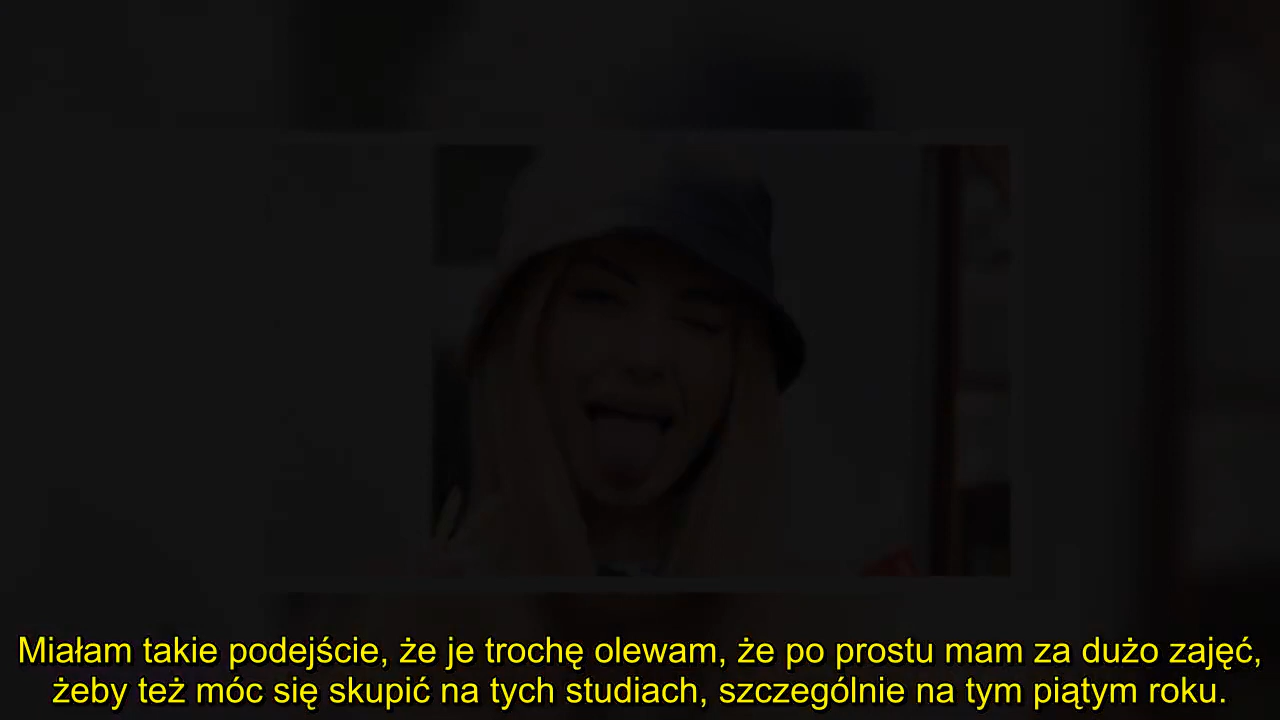 Miałam takie podejście, że je trochę olewam, że po prostu mam za dużo zajęć,
żeby też móc się skupić na tych studiach, szczególnie na tym piątym roku.